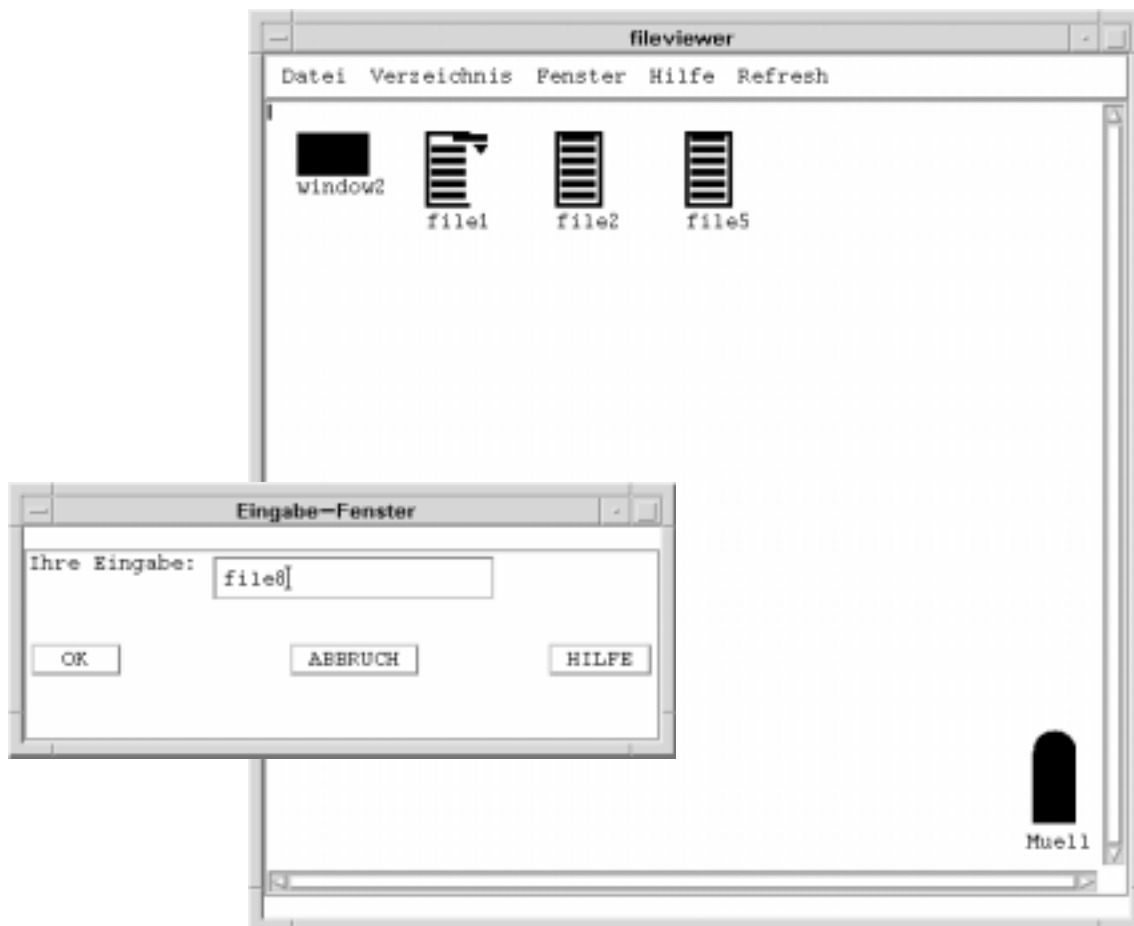 fileviewer
Datei Verzeichnis Fenster Hilfe Refresh
window2
file1 file2 file5
Eingabe-Fenster
Ihre Eingabe: file8
OK ABBRUCH HILFE
Muell